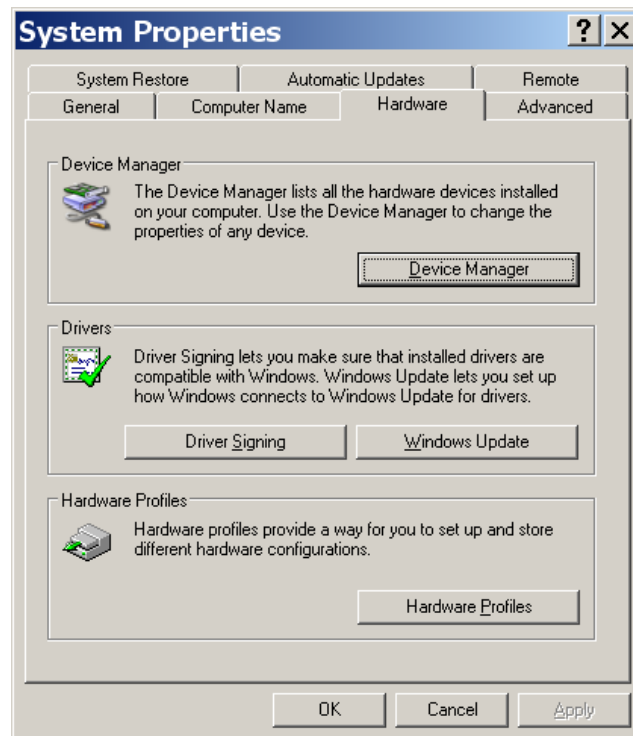 System Properties
System Restore Automatic Updates Remote
General Computer Name Hardware Advanced
Device Manager
The Device Manager lists all the hardware devices installed
on your computer. Use the Device Manager to change the
properties of any device.
Device Manager
Drivers
Driver Signing lets you make sure that installed drivers are
compatible with Windows. Windows Update lets you set up
how Windows connects to Windows Update for drivers.
Driver Signing Windows Update
Hardware Profiles
Hardware profiles provide a way for you to set up and store
different hardware configurations.
Hardware Profiles
OK Cancel Apply